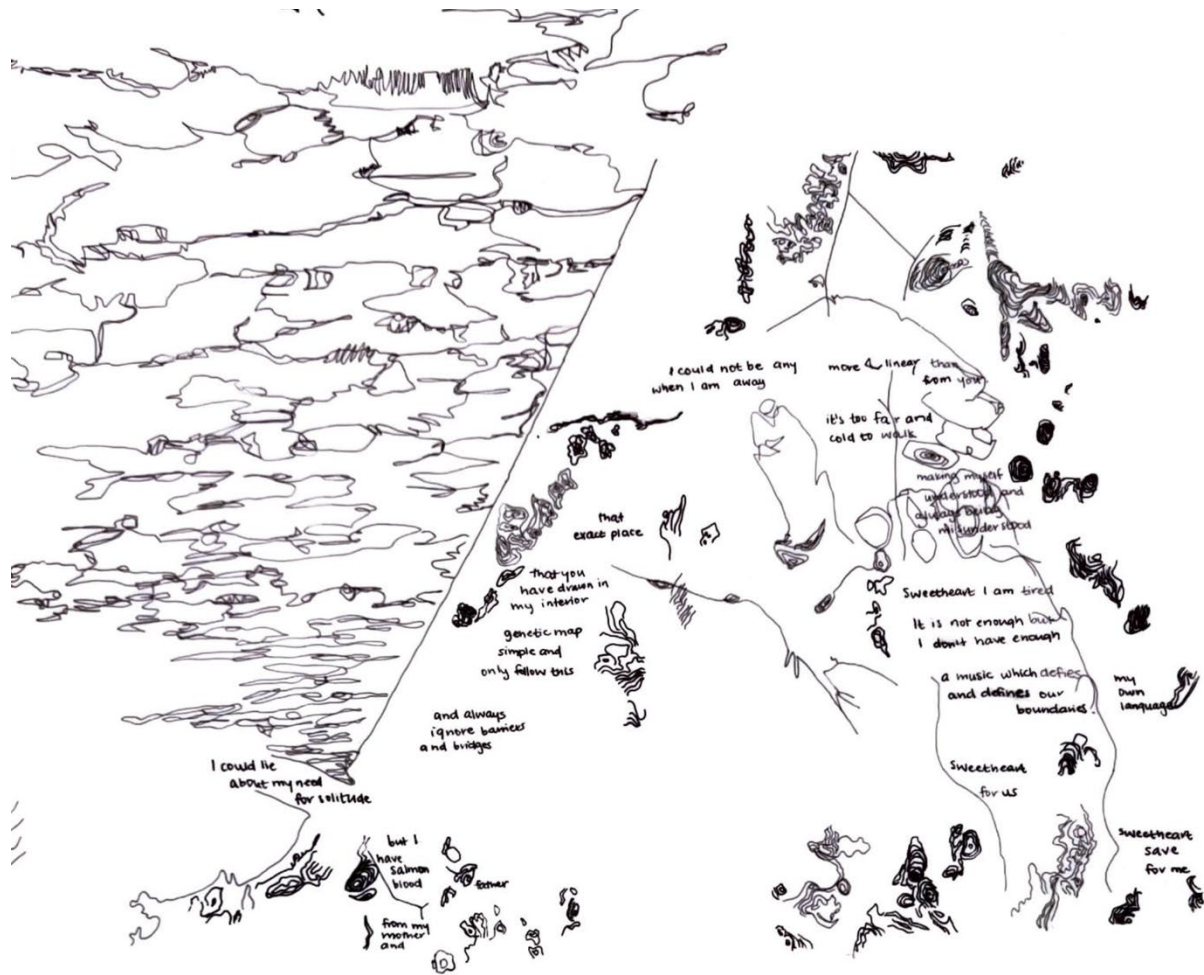 I could not be any
when I am away
more & linear than
from you
it's too far and
cold to walk
making myself
understood and
always being
misunderstood
that
exact place
that you
have drawn in
my interior
genetic map
simple and
only follow this
and always
ignore barriers
and bridges
Sweetheart I am tired
It is not enough but
I don't have enough
a music which defies
and defines our
boundaries.
my
own
language
Sweetheart
for us
I could lie
about my need
for solitude
but I
have
salmon
blood
father
from my
mother
and
sweetheart
save
for me